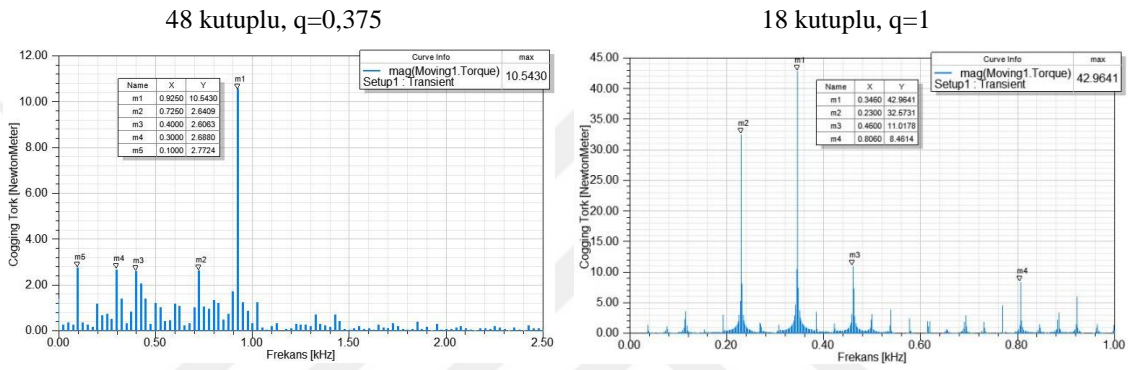 48 kutuplu, q=0,375
18 kutuplu, q=1
12.00
10.00
8.00
6.00
4.00
2.00
0.00
Cogging Tork [NewtonMeter]
0.00
0.50
1.00
1.50
2.00
2.50
Frekans [kHz]
Curve Info max
mag(Moving1.Torque) 10.5430
Setup1 : Transient
Name X Y
m1 0.9250 10.5430
m2 0.7250 2.6409
m3 0.4000 2.6063
m4 0.3000 2.6880
m5 0.1000 2.7724
m1
m5
m4
m3
m2
45.00
40.00
35.00
30.00
25.00
20.00
15.00
10.00
5.00
0.00
Cogging Tork [NewtonMeter]
0.00
0.20
0.40
0.60
0.80
1.00
Frekans [kHz]
Curve Info max
mag(Moving1.Torque) 42.9641
Setup1 : Transient
Name X Y
m1 0.3460 42.9641
m2 0.2300 32.5731
m3 0.4600 11.0178
m4 0.8060 8.4614
m1
m2
m3
m4